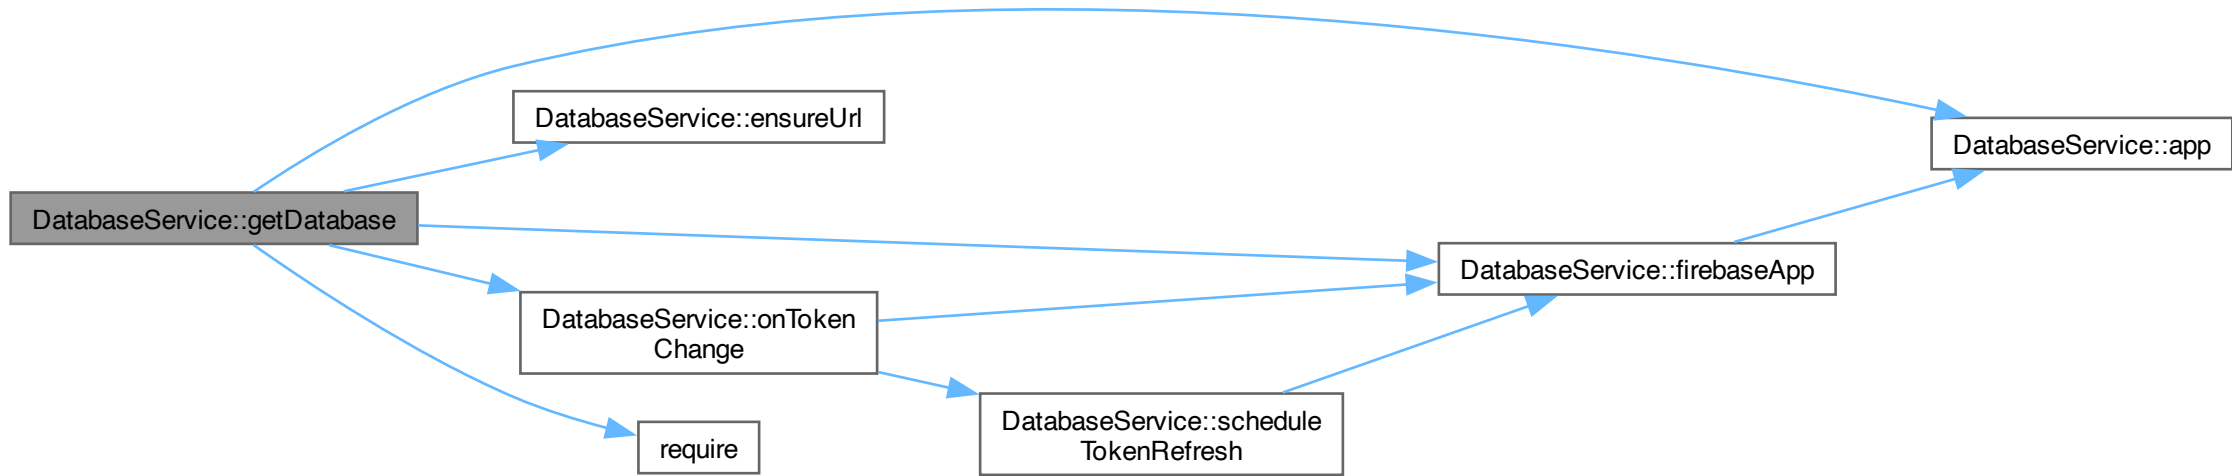 DatabaseService::ensureUrl
DatabaseService::app
DatabaseService::getDatabase
DatabaseService::firebaseApp
DatabaseService::onToken
Change
DatabaseService::schedule
TokenRefresh
require